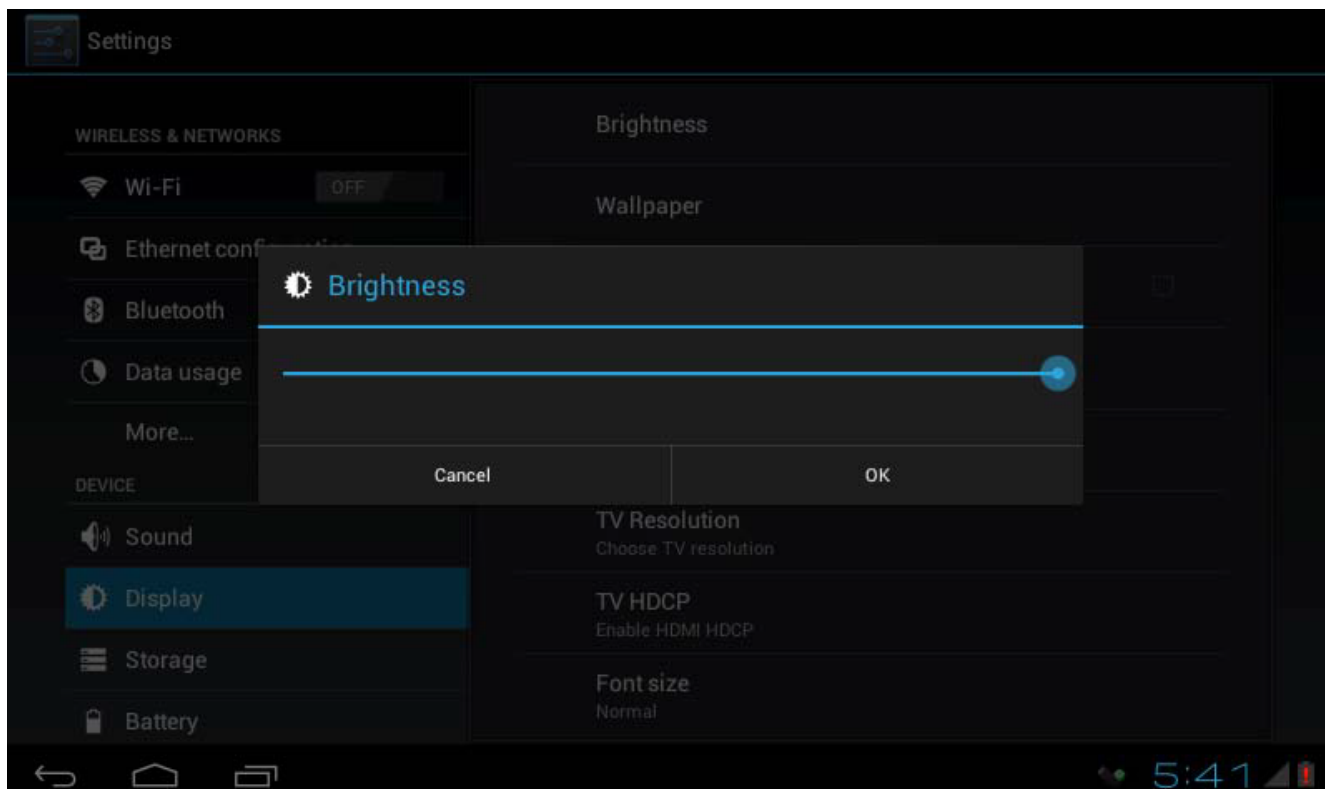 Settings
WIRELESS & NETWORKS
Wi-Fi
OFF
Ethernet conf
Bluetooth
Data usage
More...
DEVICE
Sound
Display
Storage
Battery
Brightness
Wallpaper
Brightness
Cancel
OK
TV Resolution
Choose TV resolution
TV HDCP
Enable HDMI HDCP
Font size
Normal
5:41